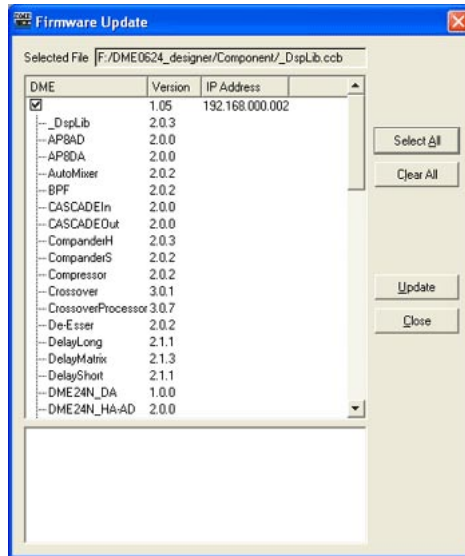 Firmware Update
Selected File F:/DME0624_designer/Component/_DspLib.ccb
DME Version IP Address
1.05 192.168.000.002
_DspLib 2.0.3
AP8AD 2.0.0
AP8DA 2.0.0
AutoMixer 2.0.2
BPF 2.0.2
CASCADEIn 2.0.0
CASCADEOut 2.0.0
CompanderH 2.0.3
CompanderS 2.0.2
Compressor 2.0.2
Crossover 3.0.1
CrossoverProcessor 3.0.7
De-Esser 2.0.2
DelayLong 2.1.1
DelayMatrix 2.1.3
DelayShort 2.1.1
DME24N_DA 1.0.0
DME24N_HA-AD 2.0.0
Select All
Clear All
Update
Close